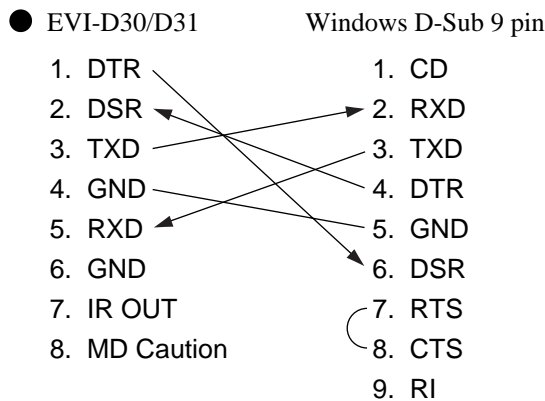 ● EVI-D30/D31 Windows D-Sub 9 pin
1. DTR 1. CD
2. DSR 2. RXD
3. TXD 3. TXD
4. GND 4. DTR
5. RXD 5. GND
6. GND 6. DSR
7. IR OUT 7. RTS
8. MD Caution 8. CTS
9. RI